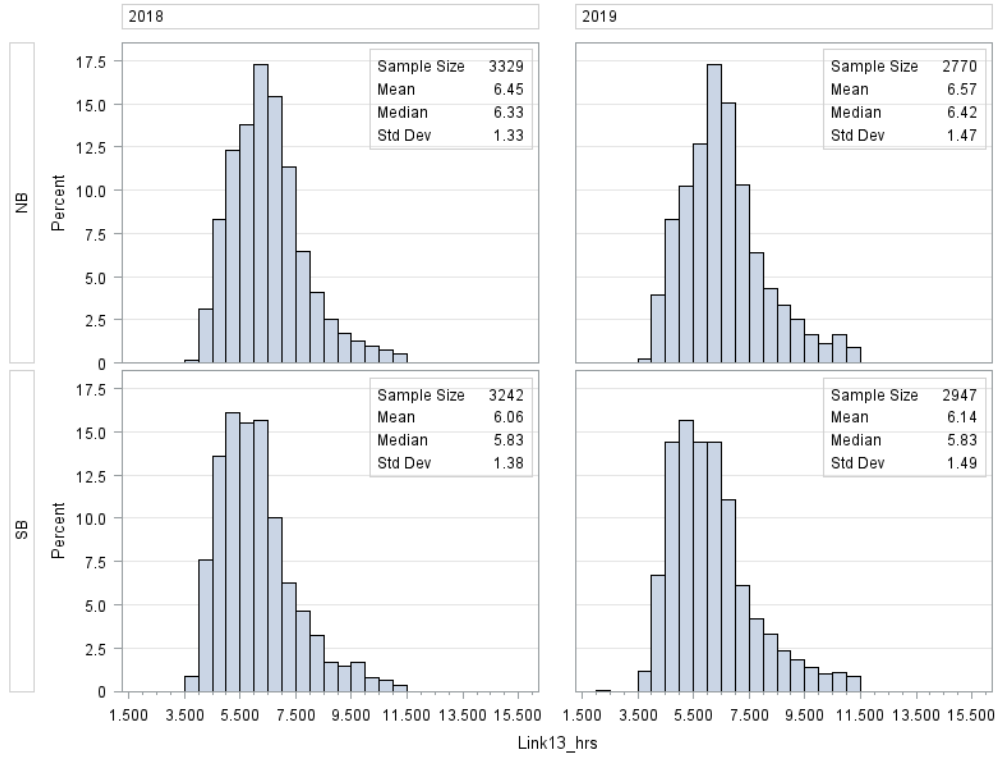 2018
2019
NB
Percent
17.5
15.0
12.5
10.0
7.5
5.0
2.5
0
Sample Size 3329
Mean 6.45
Median 6.33
Std Dev 1.33
Sample Size 2770
Mean 6.57
Median 6.42
Std Dev 1.47
SB
Percent
17.5
15.0
12.5
10.0
7.5
5.0
2.5
0
Sample Size 3242
Mean 6.06
Median 5.83
Std Dev 1.38
Sample Size 2947
Mean 6.14
Median 5.83
Std Dev 1.49
1.500 3.500 5.500 7.500 9.500 11.500 13.500 15.500
1.500 3.500 5.500 7.500 9.500 11.500 13.500 15.500
Link13_hrs